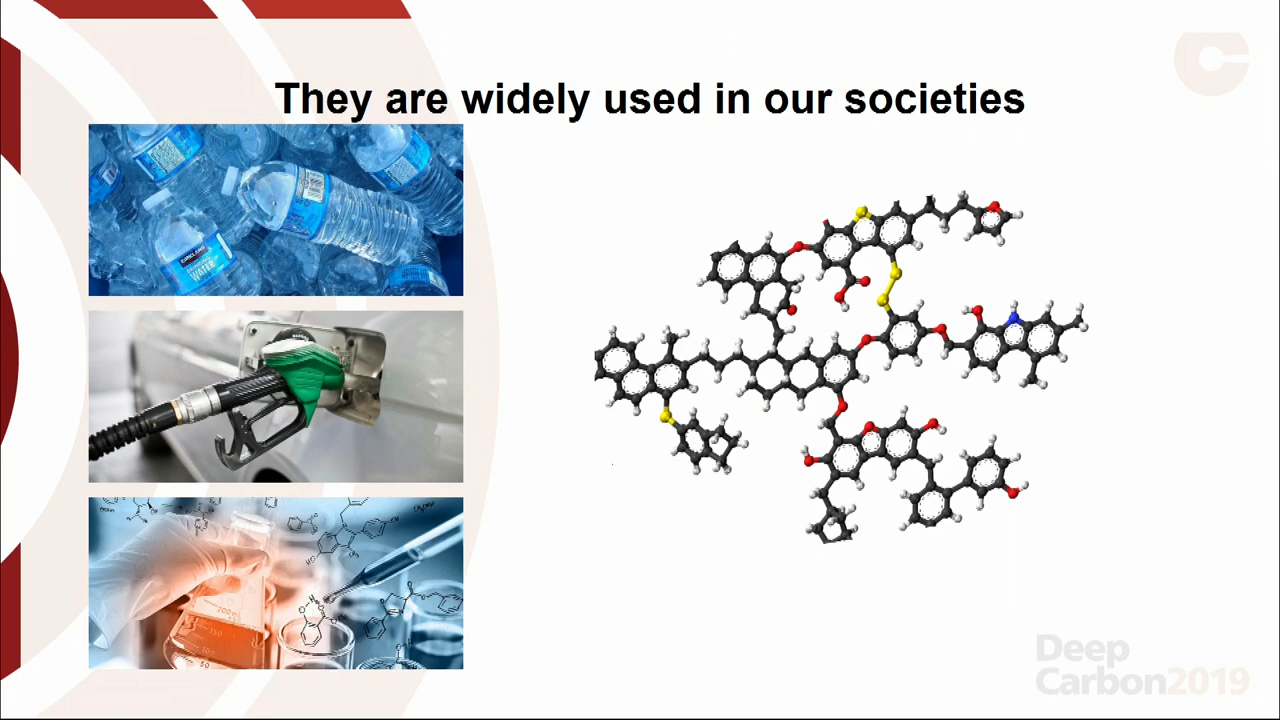 They are widely used in our societies
KIRKLAND
WATER
Deep
Carbon2019